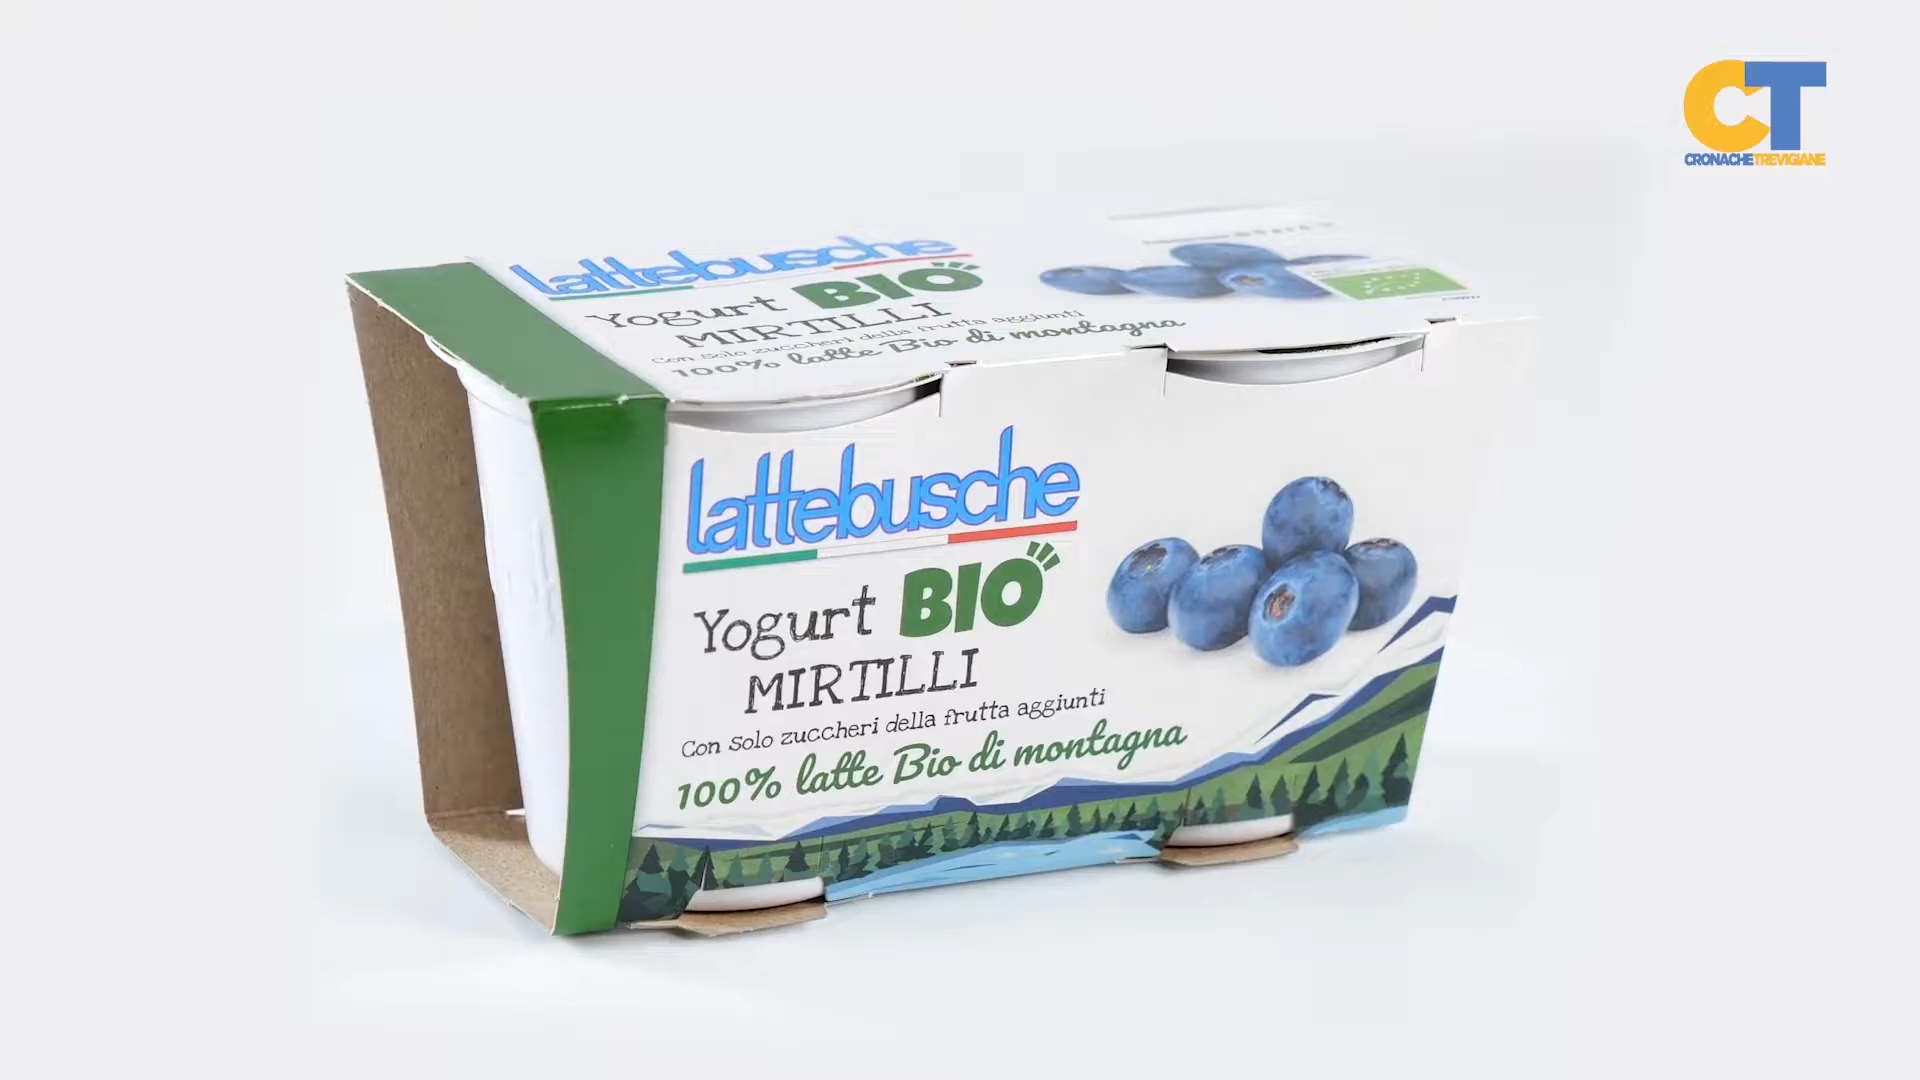 CT
CRONACHETREVIGIANE
lattebusche
Yogurt BIO
MIRTILLI
Con solo zuccheri della frutta aggiunti
100% latte Bio di montagna
lattebusche
Yogurt BIO
MIRTILLI
Con solo zuccheri della frutta aggiunti
100% latte Bio di montagna